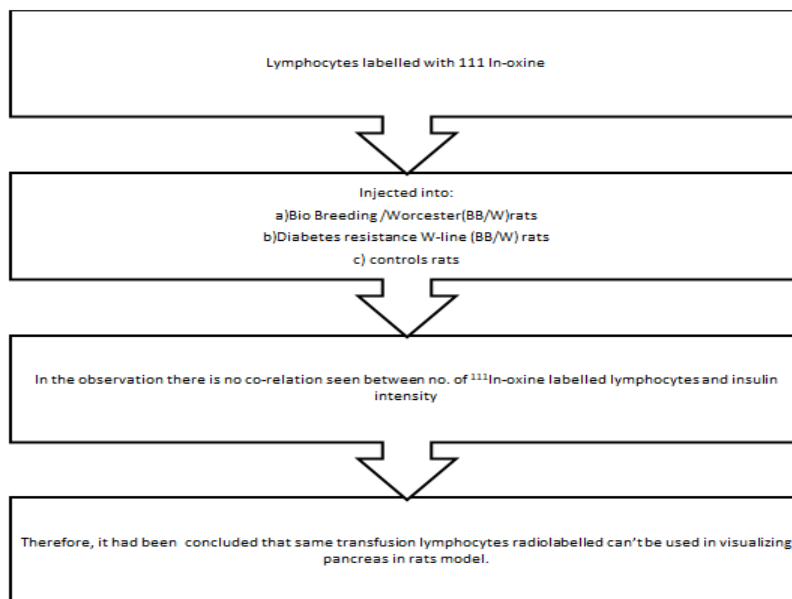 Lymphocytes labelled with 111 In-oxine
Injected into:
a)Bio Breeding /Worcester(BB/W)rats
b)Diabetes resistance W-line (BB/W) rats
c) controls rats
In the observation there is no co-relation seen between no. of ¹¹¹In-oxine labelled lymphocytes and insulin
intensity
Therefore, it had been concluded that same transfusion lymphocytes radiolabelled can’t be used in visualizing
pancreas in rats model.